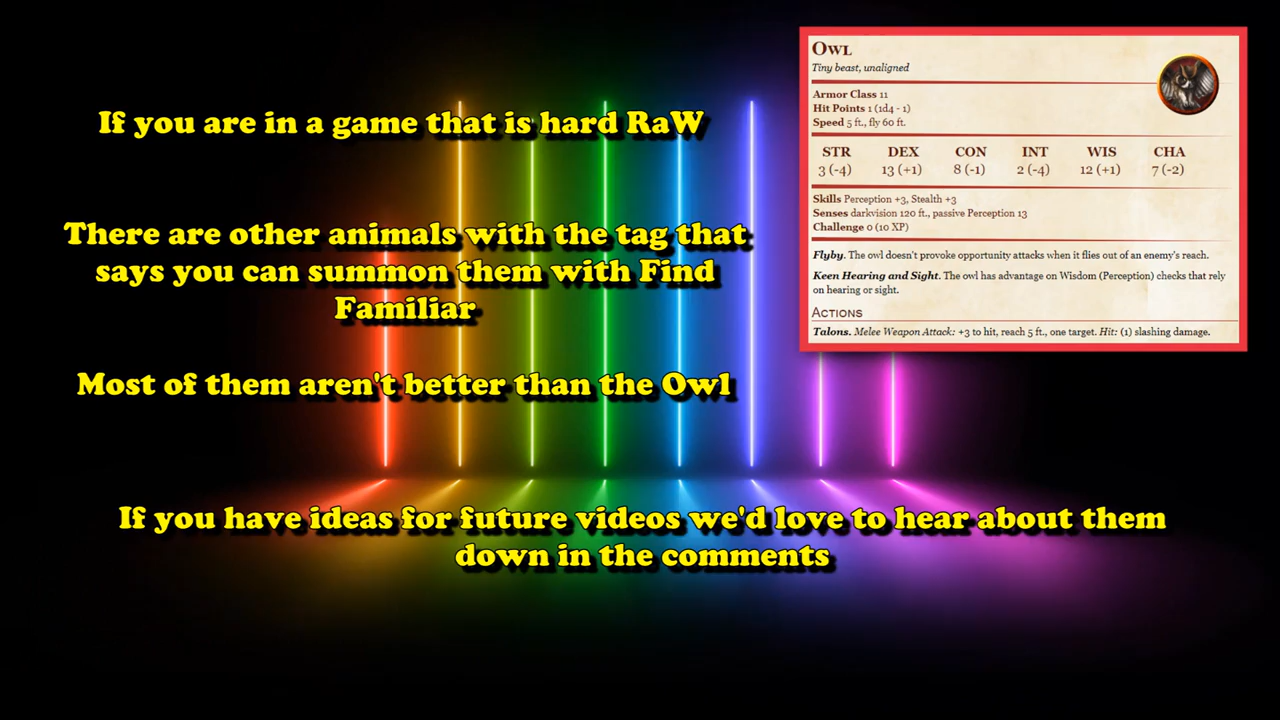 If you are in a game that is hard RaW
There are other animals with the tag that
says you can summon them with Find
Familiar
Most of them aren't better than the Owl
If you have ideas for future videos we'd love to hear about them
down in the comments
Owl
Tiny beast, unaligned
Armor Class 11
Hit Points 1 (1d4 - 1)
Speed 5 ft., fly 60 ft.
STR DEX CON INT WIS CHA
3 (-4) 13 (+1) 8 (-1) 2 (-4) 12 (+1) 7 (-2)
Skills Perception +3, Stealth +3
Senses darkvision 120 ft., passive Perception 13
Challenge 0 (10 XP)
Flyby. The owl doesn't provoke opportunity attacks when it flies out of an enemy's reach.
Keen Hearing and Sight. The owl has advantage on Wisdom (Perception) checks that rely
on hearing or sight.
Actions
Talons. Melee Weapon Attack: +3 to hit, reach 5 ft., one target. Hit: (1) slashing damage.